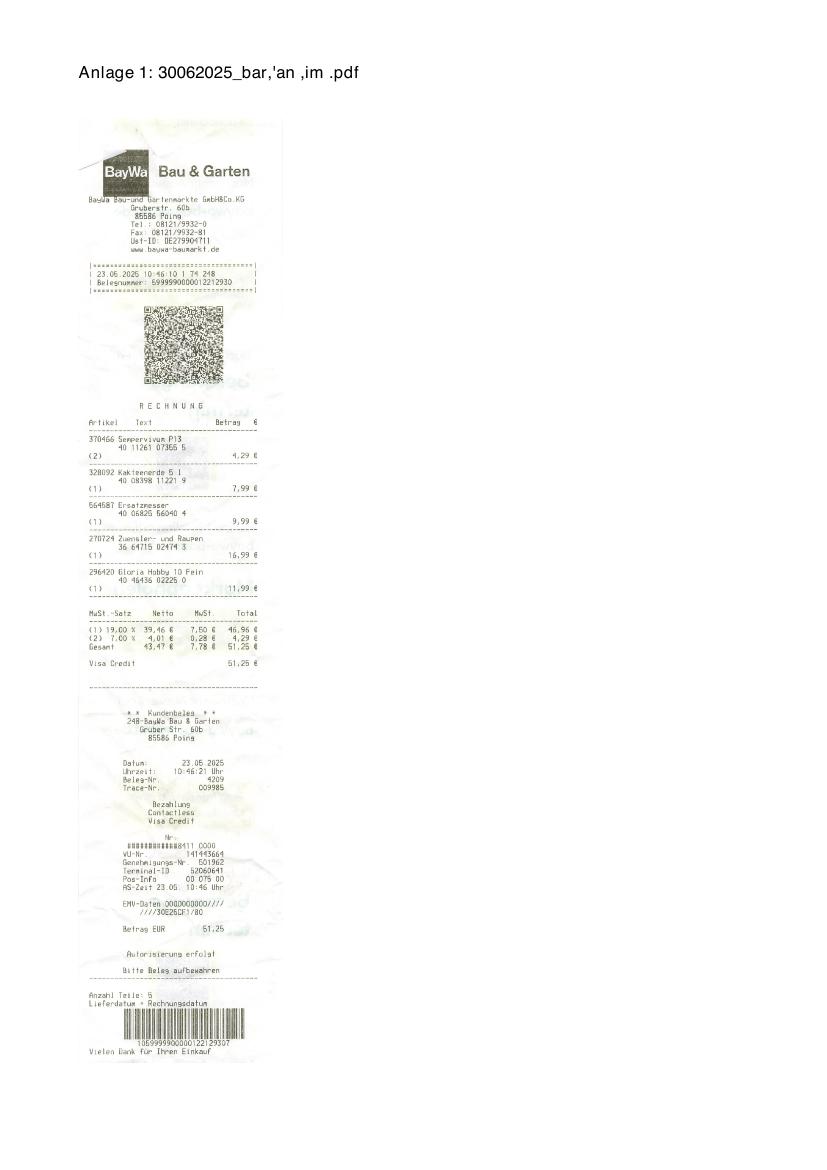 Anlage 1: 30062025_bar,'an ,im .pdf
BayWa Bau & Garten
BayWa Bau-und Gartenmärkte GmbH&Co.KG
Gruberstr. 60b
85586 Poing
Tel.: 08121/9932-0
Fax: 08121/9932-81
Ust-ID: DE279904711
www.baywa-baumarkt.de
23.05.2025 10:46:10 1 74 248
Belegnummer: 5999990000012212930
RECHNUNG
Artikel Text Betrag €
370466 Sempervivum P13
40 11261 07355 5
(2) 4,29 €
328092 Kakteenerde 5 l
40 08398 11221 9
(1) 7,99 €
564587 Ersatzmesser
40 06825 56040 4
(1) 9,99 €
270724 Zuensler- und Raupen
36 64715 02474 3
(1) 16,99 €
296420 Gloria Hobby 10 Fein
40 46436 02225 0
(1) 11,99 €
MwSt.-Satz Netto MwSt. Total
(1) 19,00 % 39,46 € 7,50 € 46,96 €
(2) 7,00 % 4,01 € 0,28 € 4,29 €
Gesamt 43,47 € 7,78 € 51,25 €
Visa Credit 51,25 €
* * Kundenbeleg * *
248-BayWa Bau & Garten
Gruber Str. 60b
85586 Poing
Datum: 23.05.2025
Uhrzeit: 10:46:21 Uhr
Beleg-Nr. 4209
Trace-Nr. 009985
Bezahlung
Contactless
Visa Credit
Nr.
############8411 0000
VU-Nr. 141443664
Genehmigungs-Nr. 501962
Terminal-ID 52060641
Pos-Info 00 075 00
AS-Zeit 23.05. 10:46 Uhr
EMV-Daten 0000000000////
////30E26CF1/80
Betrag EUR 51,25
Autorisierung erfolgt
Bitte Beleg aufbewahren
Anzahl Teile: 5
Lieferdatum = Rechnungsdatum
1059999900000122129307
Vielen Dank für Ihren Einkauf